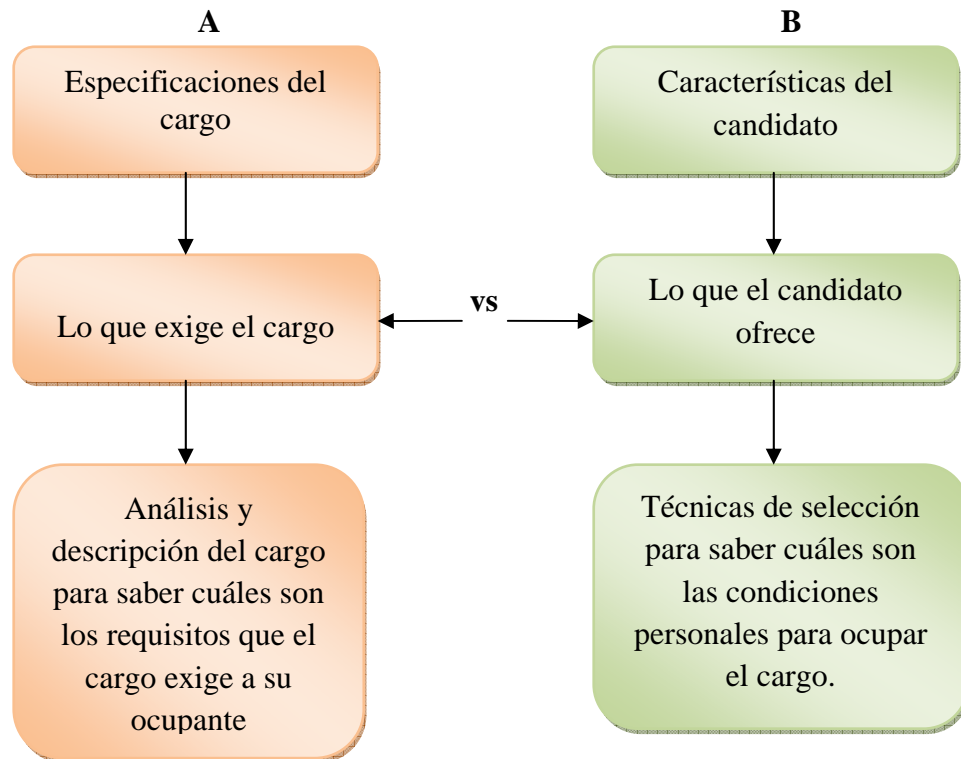 A
Especificaciones del
cargo
Lo que exige el cargo
Análisis y
descripción del cargo
para saber cuáles son
los requisitos que el
cargo exige a su
ocupante
vs
B
Características del
candidato
Lo que el candidato
ofrece
Técnicas de selección
para saber cuáles son
las condiciones
personales para ocupar
el cargo.